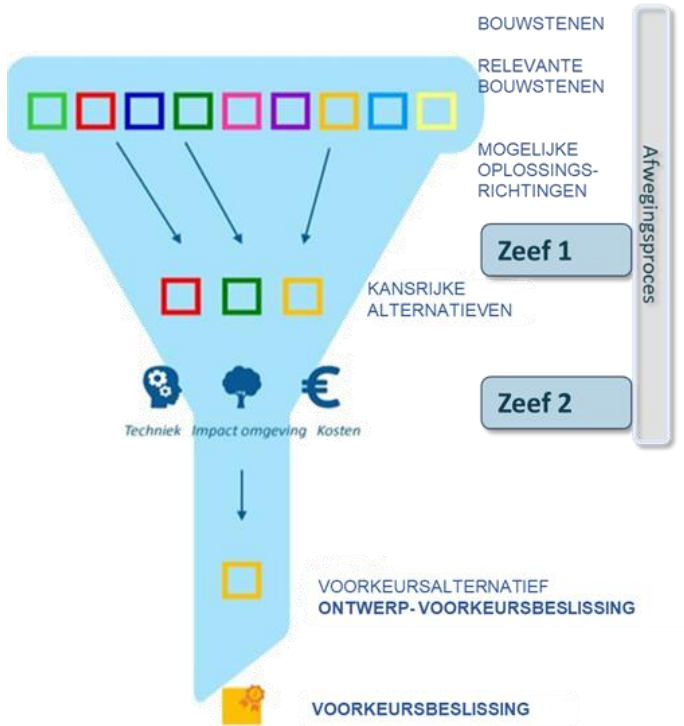 BOUWSTENEN
RELEVANTE
BOUWSTENEN
MOGELIJKE
OPLOSSINGS-
RICHTINGEN
Afwegingsproces
Zeef 1
KANSRIJKE
ALTERNATIEVEN
Zeef 2
Techniek Impact omgeving Kosten
VOORKEURSALTERNATIEF
ONTWERP-VOORKEURSBESLISSING
VOORKEURSBESLISSING